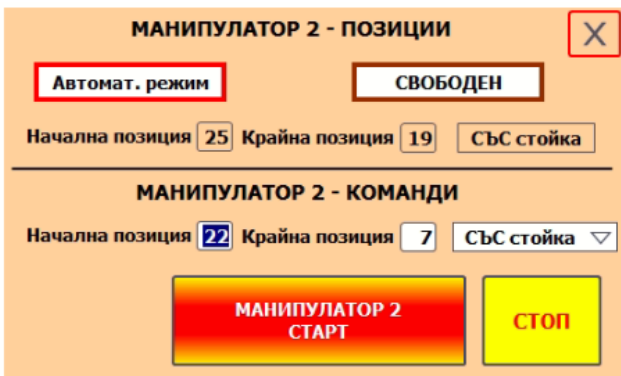 МАНИПУЛАТОР 2 - ПОЗИЦИИ X
Автомат. режим СВОБОДЕН
Начална позиция 25 Крайна позиция 19 СЪС стойка
МАНИПУЛАТОР 2 - КОМАНДИ
Начална позиция 22 Крайна позиция 7 СЪС стойка
МАНИПУЛАТОР 2
СТАРТ
СТОП